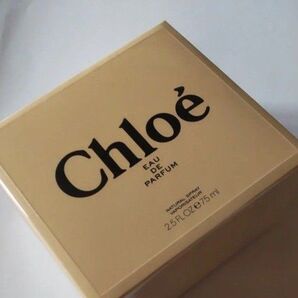 Chloé
EAU
DE
PARFUM
NATURAL SPRAY
VAPORISATEUR
2.5 FL.OZ e 75 ml